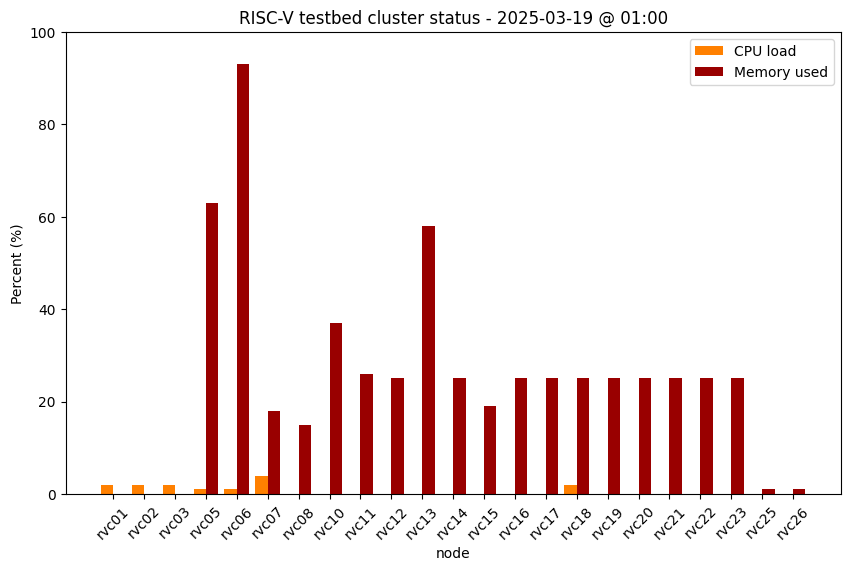 RISC-V testbed cluster status - 2025-03-19 @ 01:00
CPU load
Memory used
Percent (%)
100
80
60
40
20
0
rvc01
rvc02
rvc03
rvc05
rvc06
rvc07
rvc08
rvc10
rvc11
rvc12
rvc13
rvc14
rvc15
rvc16
rvc17
rvc18
rvc19
rvc20
rvc21
rvc22
rvc23
rvc25
rvc26
node